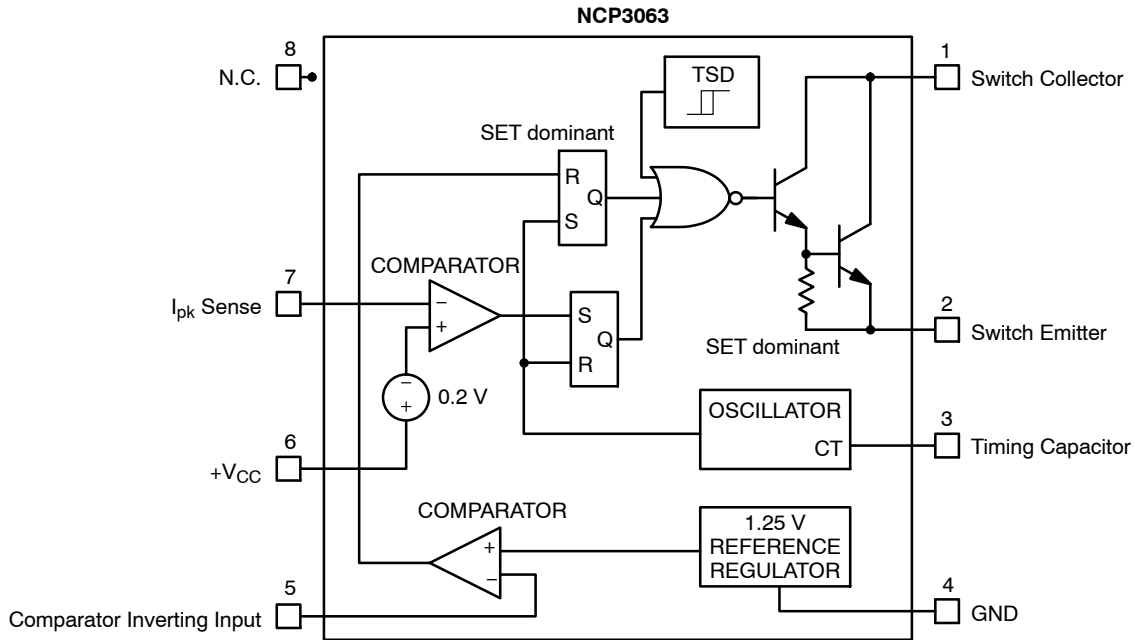 NCP3063
8
N.C.
TSD
1
Switch Collector
SET dominant
R
Q
S
COMPARATOR
7
Ipk Sense
−
+
S
Q
R
2
Switch Emitter
SET dominant
−
+
0.2 V
OSCILLATOR
CT
3
Timing Capacitor
6
+VCC
COMPARATOR
+
−
1.25 V
REFERENCE
REGULATOR
5
Comparator Inverting Input
4
GND